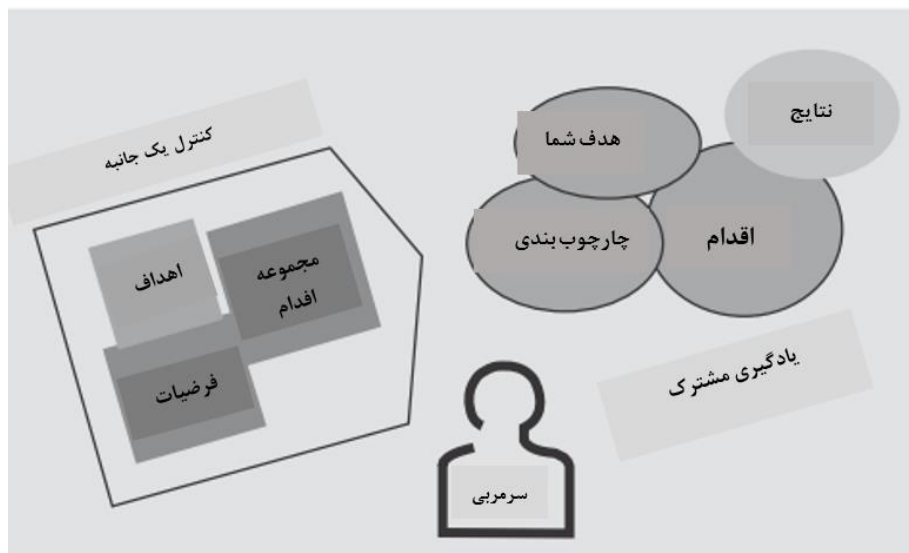 نتایج
هدف شما
چارچوب بندی
اقدام
یادگیری مشترک
کنترل یک جانبه
اهداف
مجموعه
اقدام
فرضیات
سرمربی